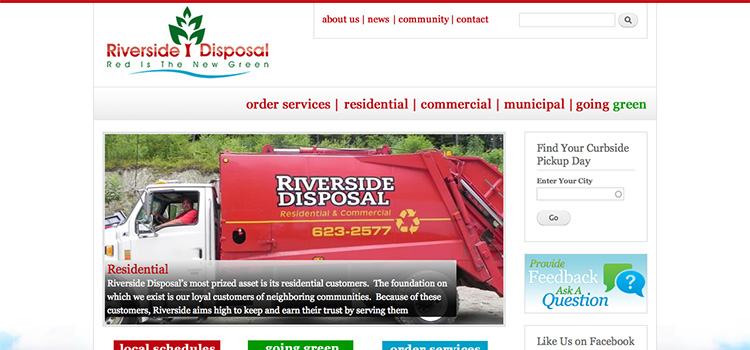 Riverside Disposal
Red Is The New Green
about us | news | community | contact
order services | residential | commercial | municipal | going green
RIVERSIDE
DISPOSAL
Residential & Commercial
623-2577
Residential
Riverside Disposal's most prized asset is its residential customers. The foundation on
which we exist is our loyal customers of neighboring communities. Because of these
customers, Riverside aims high to keep and earn their trust by serving them
Find Your Curbside
Pickup Day
Enter Your City
Go
Provide
Feedback
Ask A
Question
Like Us on Facebook
local schedules
going green
order services